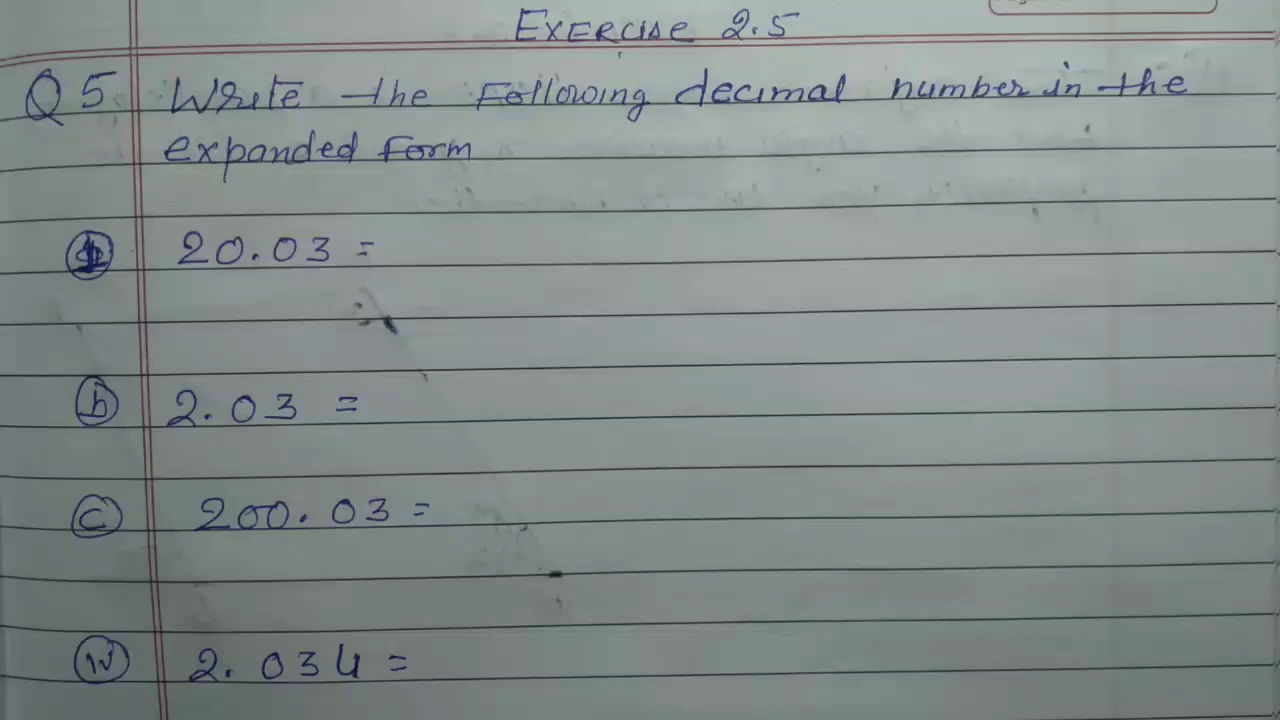 Exercise 2.5
Q5. Write the Following decimal number in the
expanded form
20.03 =
b 2.03 =
c 200.03 =
iv 2.034 =